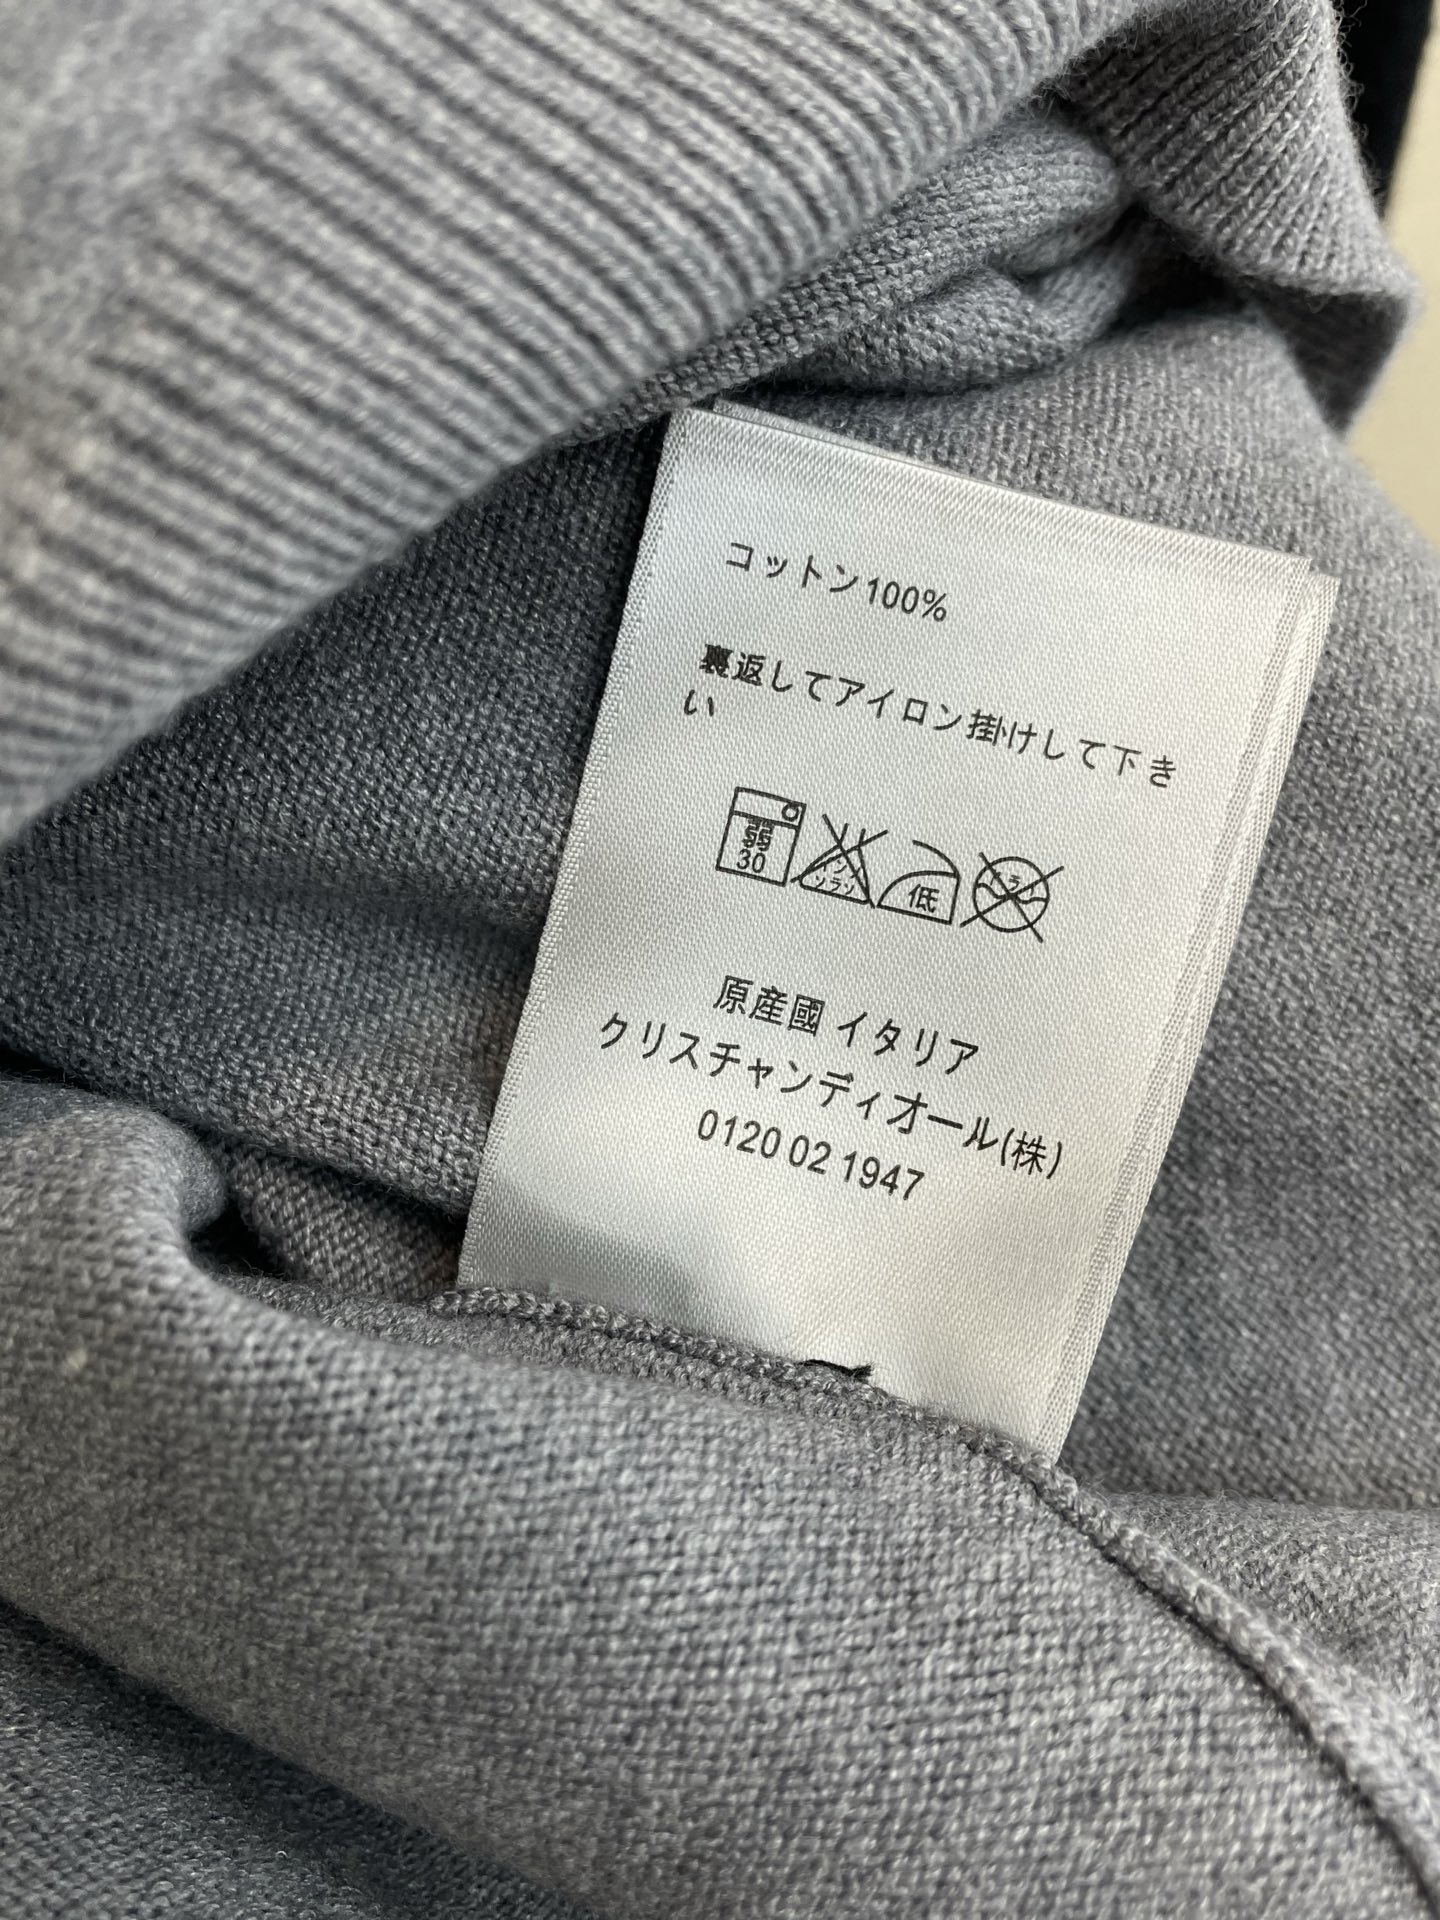 コットン100%
裏返してアイロン掛けして下き
い
弱
30
低
原産國 イタリア
クリスチャンディオール(株)
0120 02 1947